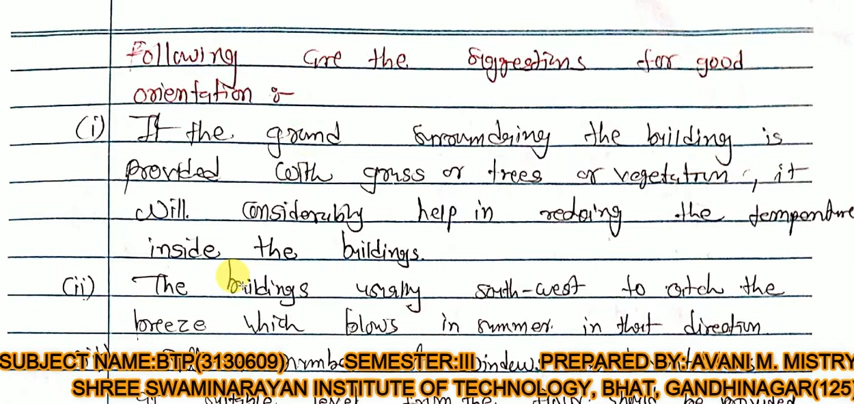 Following are the suggestions for good
orientation :-
(i) If the ground surroundoing the building is
provided with grass or trees or vegetatrun, it
will considerably help in reduing the temperature
inside the buildings.
(ii) The buildings usually south-west to catch the
breeze which blows in summer in that direction
SUBJECT NAME:BTP(3130609) SEMESTER:III PREPARED BY:AVANI M. MISTRY
SHREE SWAMINARAYAN INSTITUTE OF TECHNOLOGY, BHAT, GANDHINAGAR(125)